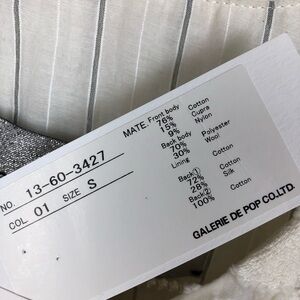 NO. 13-60-3427
COL. 01 SIZE S
MATE. Front body
76% Cotton
15% Cupra
9% Nylon
Back body
70% Polyester
30% Wool
Lining Cotton
Back①
72% Cotton
28% Silk
Back②
100% Cotton
GALERIE DE POP CO.LTD.